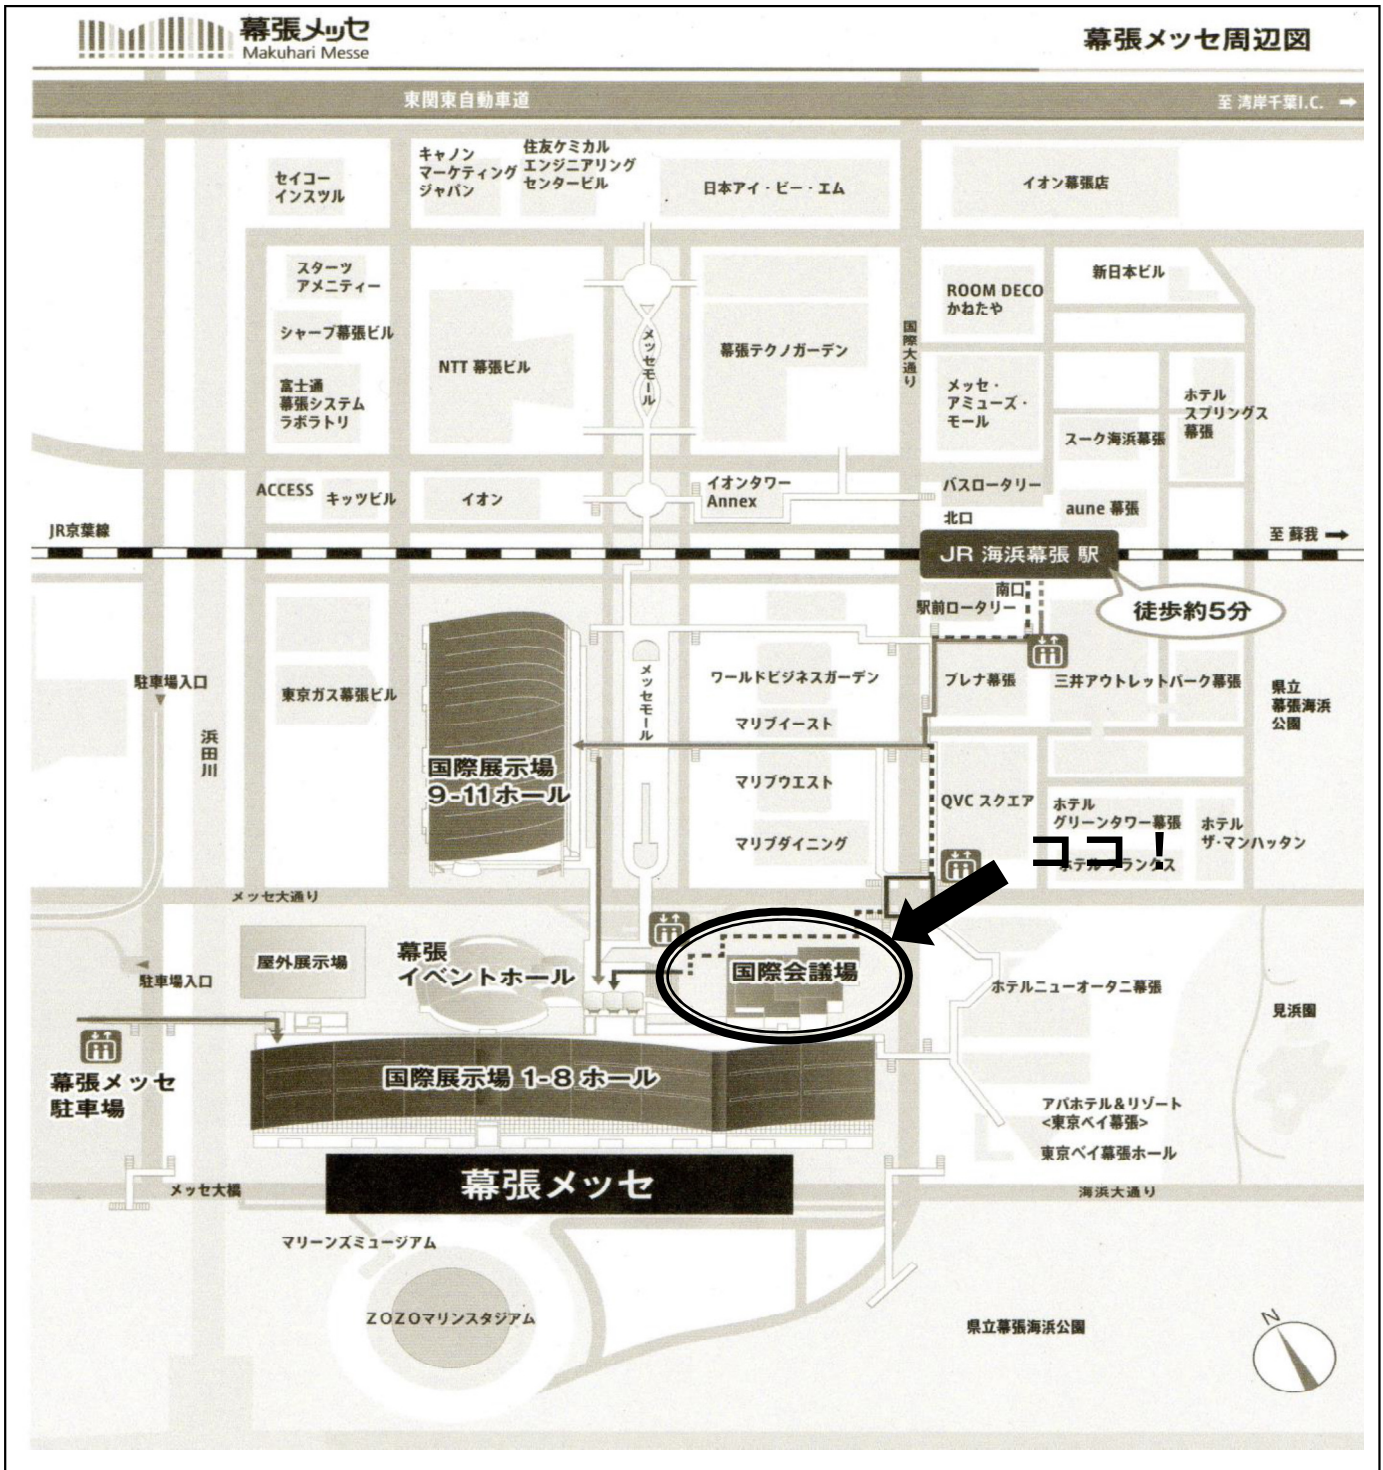 幕張メッセ
Makuhari Messe
幕張メッセ周辺図
東関東自動車道
至 湾岸千葉I.C.
セイコー
インスツル
キヤノン
マーケティング
ジャパン
住友ケミカル
エンジニアリング
センタービル
日本アイ・ビー・エム
イオン幕張店
スターツ
アメニティー
シャープ幕張ビル
富士通
幕張システム
ラボラトリ
NTT 幕張ビル
メッセモール
幕張テクノガーデン
国際大通り
ROOM DECO
かねたや
新日本ビル
メッセ・
アミューズ・
モール
ホテル
スプリングス
幕張
スーク海浜幕張
ACCESS
キッツビル
イオン
イオンタワー
Annex
バスロータリー
北口
aune 幕張
JR京葉線
至 蘇我
JR 海浜幕張 駅
南口
駅前ロータリー
徒歩約5分
駐車場入口
浜田川
東京ガス幕張ビル
メッセモール
ワールドビジネスガーデン
プレナ幕張
三井アウトレットパーク幕張
県立
幕張海浜
公園
マリブイースト
国際展示場
9-11ホール
マリブウエスト
マリブダイニング
QVC スクエア
ホテル
グリーンタワー幕張
ホテル
ザ・マンハッタン
ココ！
ホテルフランクス
メッセ大通り
屋外展示場
幕張
イベントホール
国際会議場
駐車場入口
ホテルニューオータニ幕張
見浜園
幕張メッセ
駐車場
国際展示場 1-8 ホール
アパホテル&リゾート
<東京ベイ幕張>
東京ベイ幕張ホール
幕張メッセ
メッセ大橋
海浜大通り
マリーンズミュージアム
ZOZOマリンスタジアム
県立幕張海浜公園
N